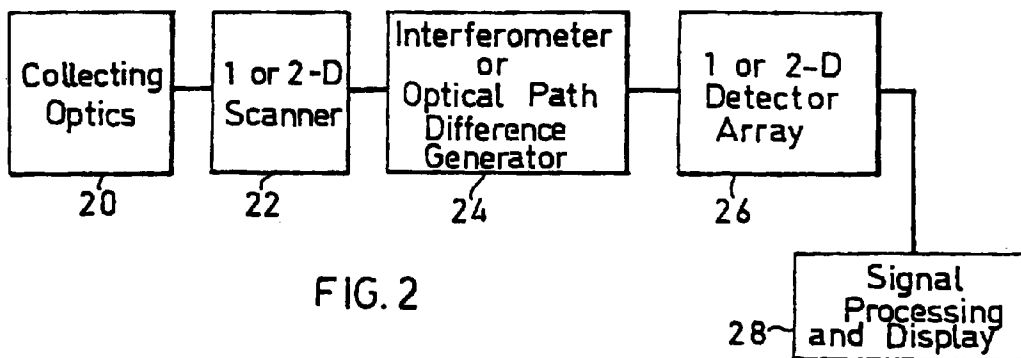 Collecting
Optics
20
1 or 2-D
Scanner
22
Interferometer
or
Optical Path
Difference
Generator
24
1 or 2-D
Detector
Array
26
Signal
Processing
and Display
28
FIG. 2